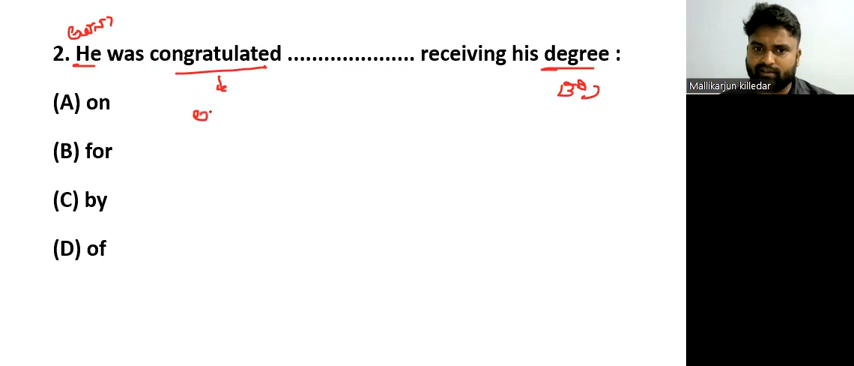 2. He was congratulated ..................... receiving his degree :
Mallikarjun killedar
(A) on
(B) for
(C) by
(D) of